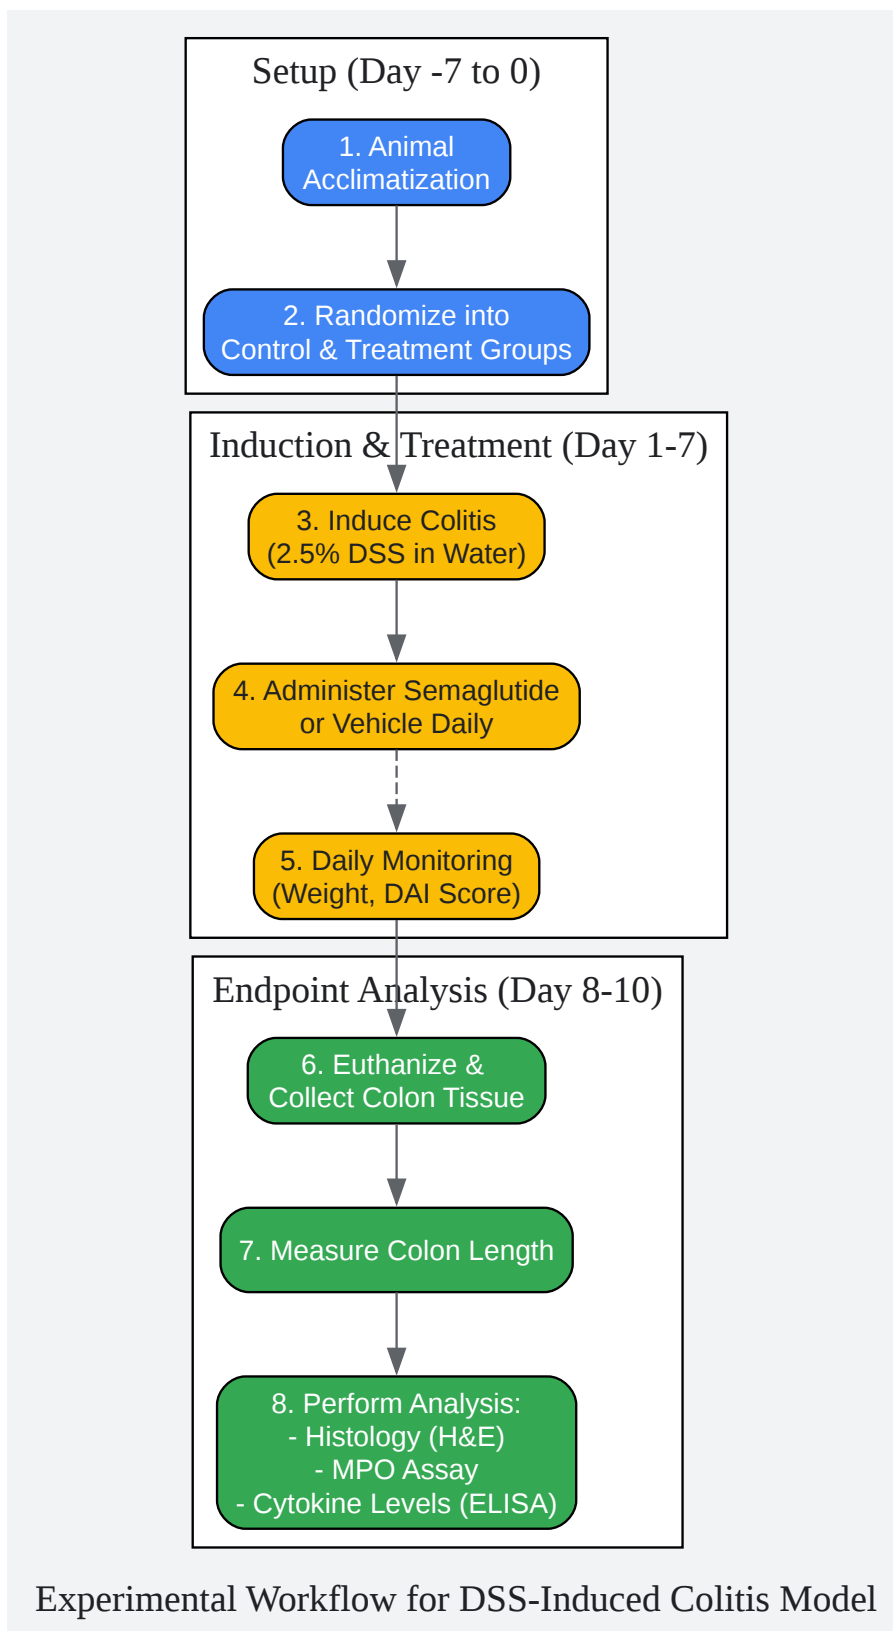 Setup (Day -7 to 0)
1. Animal
Acclimatization
2. Randomize into
Control & Treatment Groups
Induction & Treatment (Day 1-7)
3. Induce Colitis
(2.5% DSS in Water)
4. Administer Semaglutide
or Vehicle Daily
5. Daily Monitoring
(Weight, DAI Score)
Endpoint Analysis (Day 8-10)
6. Euthanize &
Collect Colon Tissue
7. Measure Colon Length
8. Perform Analysis:
- Histology (H&E)
- MPO Assay
- Cytokine Levels (ELISA)
Experimental Workflow for DSS-Induced Colitis Model